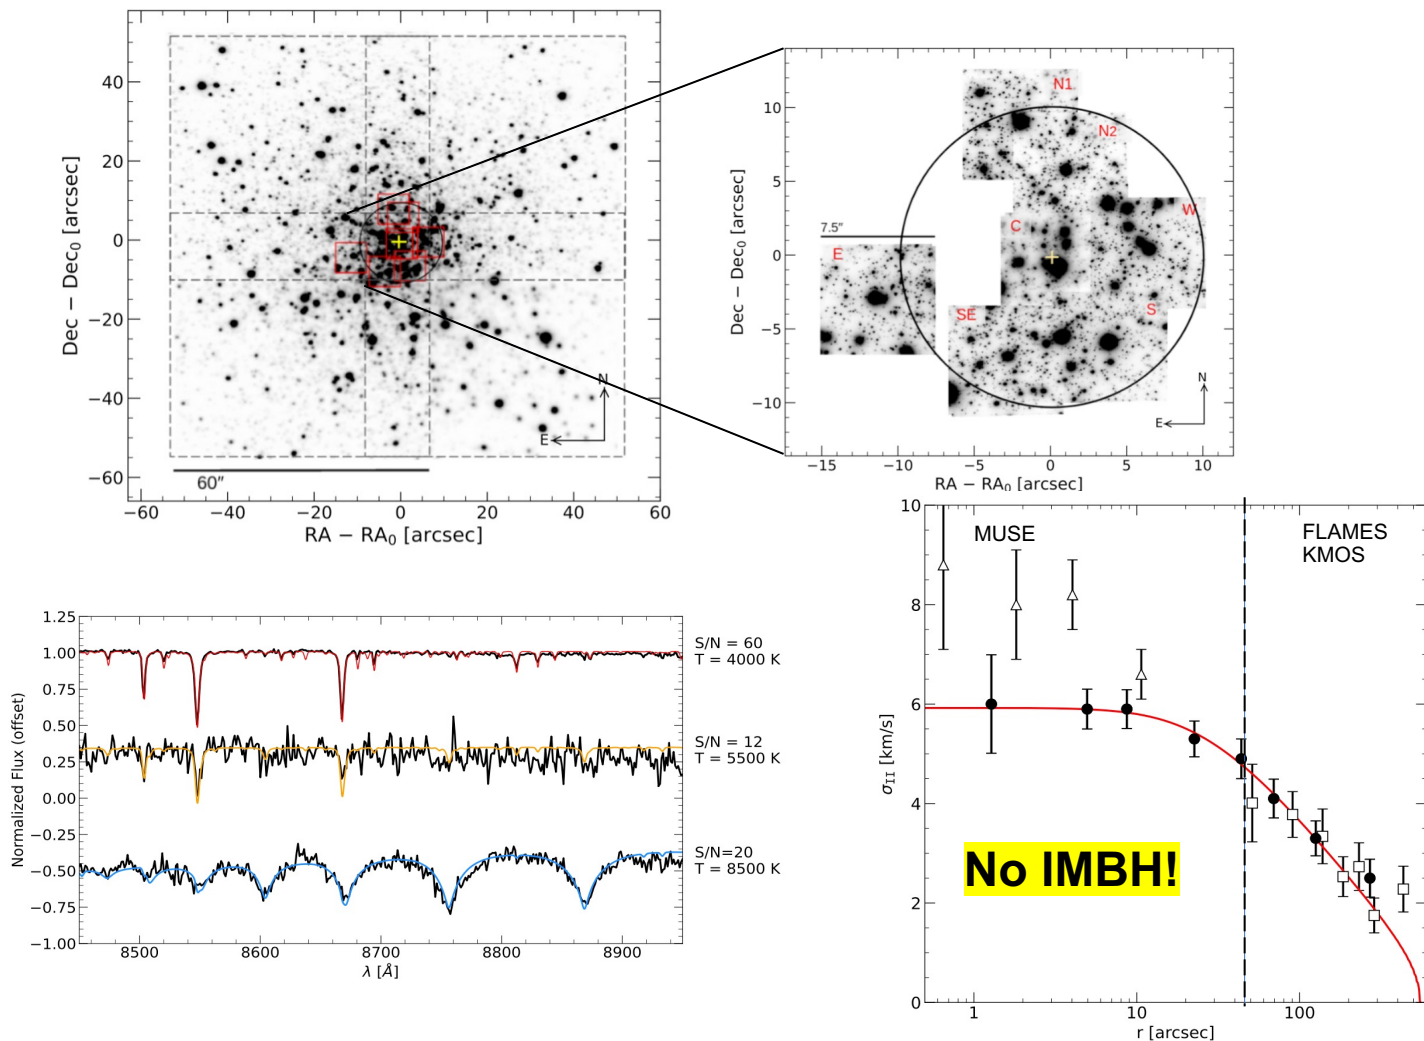 Dec − Dec₀ [arcsec]
40
20
0
−20
−40
−60
−60
−40
−20
0
20
40
60
RA − RA₀ [arcsec]
60″
N
E
Dec − Dec₀ [arcsec]
10
5
0
−5
−10
−15
−10
−5
0
5
10
RA − RA₀ [arcsec]
N1
N2
7.5″
C
W
E
SE
S
N
E
Normalized Flux (offset)
1.25
1.00
0.75
0.50
0.25
0.00
−0.25
−0.50
−0.75
−1.00
8500
8600
8700
8800
8900
λ [Å]
S/N = 60
T = 4000 K
S/N = 12
T = 5500 K
S/N=20
T = 8500 K
σII [km/s]
10
8
6
4
2
0
1
10
100
r [arcsec]
MUSE
FLAMES
KMOS
No IMBH!